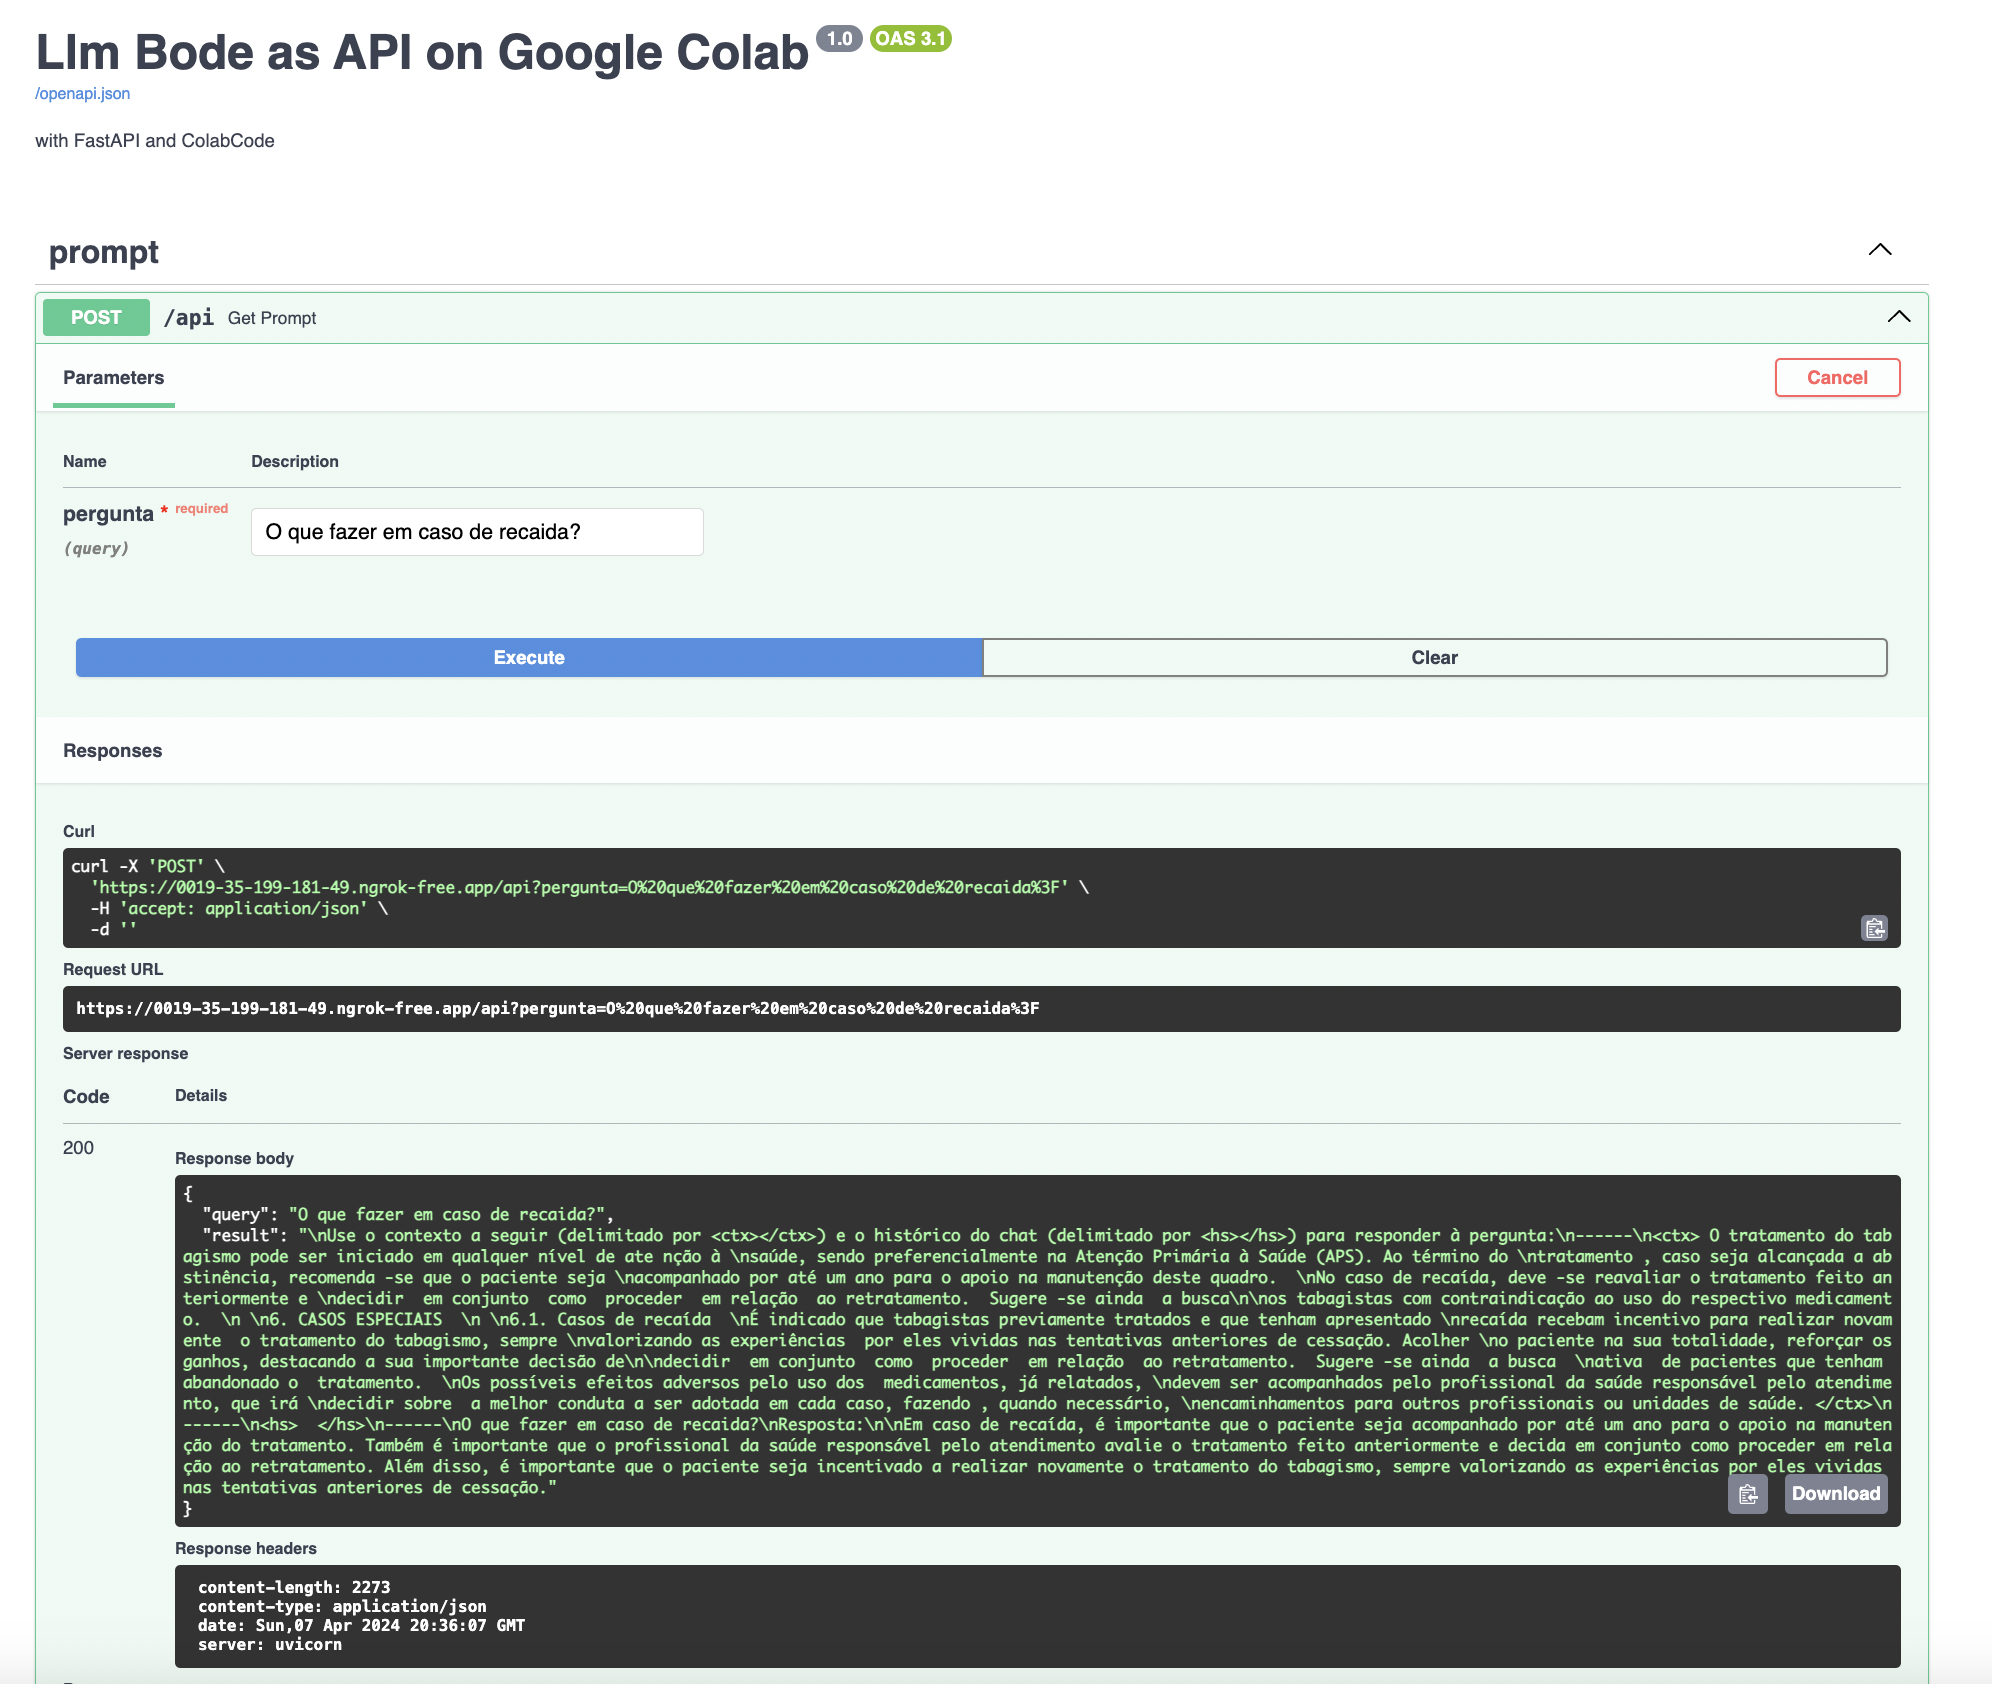 Llm Bode as API on Google Colab 1.0 OAS 3.1
/openapi.json
with FastAPI and ColabCode
prompt
POST /api Get Prompt
Parameters
Cancel
Name Description
pergunta * required
(query)
O que fazer em caso de recaida?
Execute Clear
Responses
Curl
curl -X 'POST' \
  'https://0019-35-199-181-49.ngrok-free.app/api?pergunta=O%20que%20fazer%20em%20caso%20de%20recaida%3F' \
  -H 'accept: application/json' \
  -d ''
Request URL
https://0019-35-199-181-49.ngrok-free.app/api?pergunta=O%20que%20fazer%20em%20caso%20de%20recaida%3F
Server response
Code Details
200
Response body
{
  "query": "O que fazer em caso de recaida?",
  "result": "\nUse o contexto a seguir (delimitado por <ctx></ctx>) e o histórico do chat (delimitado por <hs></hs>) para responder à pergunta:\n------\n<ctx> O tratamento do tab
agismo pode ser iniciado em qualquer nível de ate nção à \nsaúde, sendo preferencialmente na Atenção Primária à Saúde (APS). Ao término do \ntratamento , caso seja alcançada a ab
stinência, recomenda -se que o paciente seja \nacompanhado por até um ano para o apoio na manutenção deste quadro.  \nNo caso de recaída, deve -se reavaliar o tratamento feito an
teriormente e \ndecidir  em conjunto  como  proceder  em relação  ao retratamento.  Sugere -se ainda  a busca\n\nos tabagistas com contraindicação ao uso do respectivo medicament
o.  \n \n6. CASOS ESPECIAIS  \n \n6.1. Casos de recaída  \nÉ indicado que tabagistas previamente tratados e que tenham apresentado \nrecaída recebam incentivo para realizar novam
ente  o tratamento do tabagismo, sempre \nvalorizando as experiências  por eles vividas nas tentativas anteriores de cessação. Acolher \no paciente na sua totalidade, reforçar os
ganhos, destacando a sua importante decisão de\n\ndecidir  em conjunto  como  proceder  em relação  ao retratamento.  Sugere -se ainda  a busca  \nativa  de pacientes que tenham
abandonado o  tratamento.  \nOs possíveis efeitos adversos pelo uso dos  medicamentos, já relatados, \ndevem ser acompanhados pelo profissional da saúde responsável pelo atendime
nto, que irá \ndecidir sobre  a melhor conduta a ser adotada em cada caso, fazendo , quando necessário, \nencaminhamentos para outros profissionais ou unidades de saúde. </ctx>\n
------\n<hs>  </hs>\n------\nO que fazer em caso de recaida?\nResposta:\n\nEm caso de recaída, é importante que o paciente seja acompanhado por até um ano para o apoio na manuten
ção do tratamento. Também é importante que o profissional da saúde responsável pelo atendimento avalie o tratamento feito anteriormente e decida em conjunto como proceder em rela
ção ao retratamento. Além disso, é importante que o paciente seja incentivado a realizar novamente o tratamento do tabagismo, sempre valorizando as experiências por eles vividas
nas tentativas anteriores de cessação."
}
Download
Response headers
content-length: 2273
content-type: application/json
date: Sun,07 Apr 2024 20:36:07 GMT
server: uvicorn